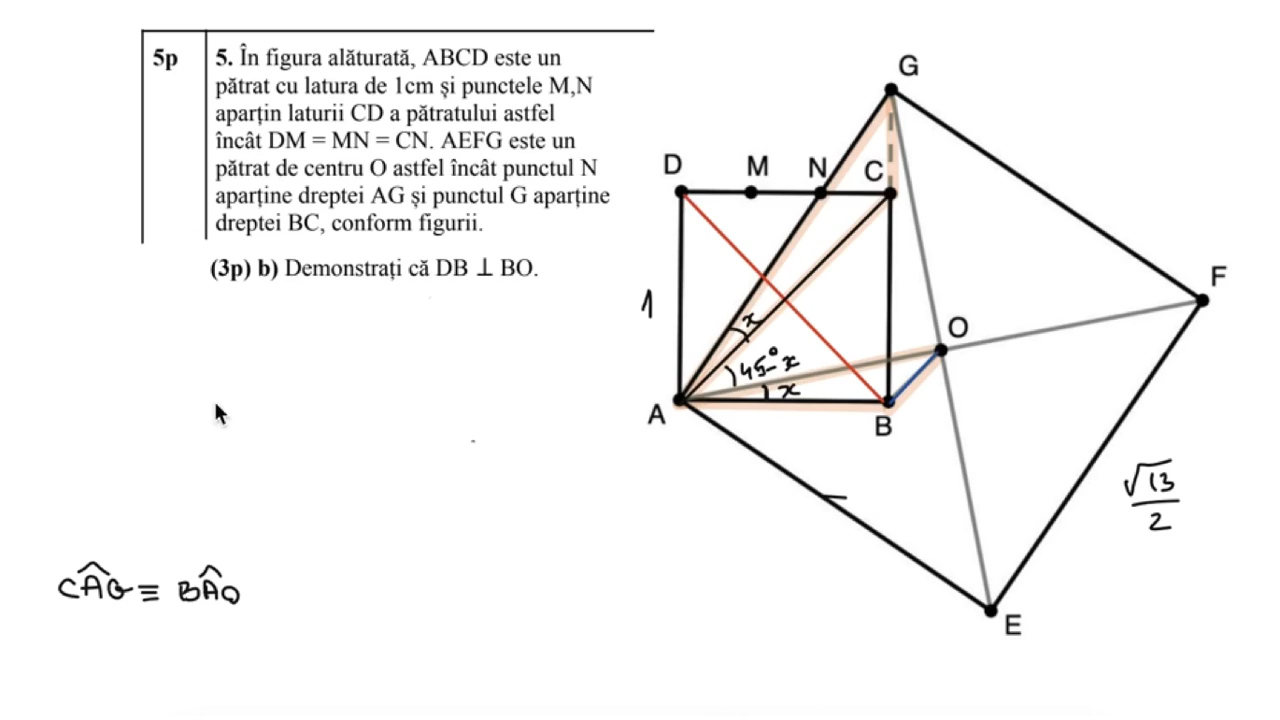 5p
5. În figura alăturată, ABCD este un
pătrat cu latura de 1cm și punctele M,N
aparțin laturii CD a pătratului astfel
încât DM = MN = CN. AEFG este un
pătrat de centru O astfel încât punctul N
aparține dreptei AG și punctul G aparține
dreptei BC, conform figurii.
(3p) b) Demonstrați că DB ⊥ BO.
G
D M N C
F
1
x
O
45°-x
x
A
B
√13/2
CÂG ≡ BÂO
E